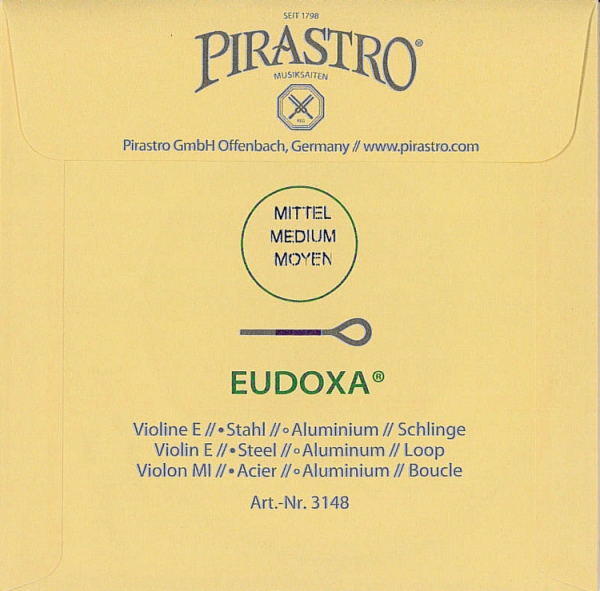 SEIT 1798
PIRASTRO®
MUSIKSAITEN
REG
Pirastro GmbH Offenbach, Germany // www.pirastro.com
MITTEL
MEDIUM
MOYEN
EUDOXA®
Violine E //•Stahl //∘Aluminium // Schlinge
Violin E //•Steel //∘Aluminum // Loop
Violon MI //•Acier //∘Aluminium // Boucle
Art.-Nr. 3148